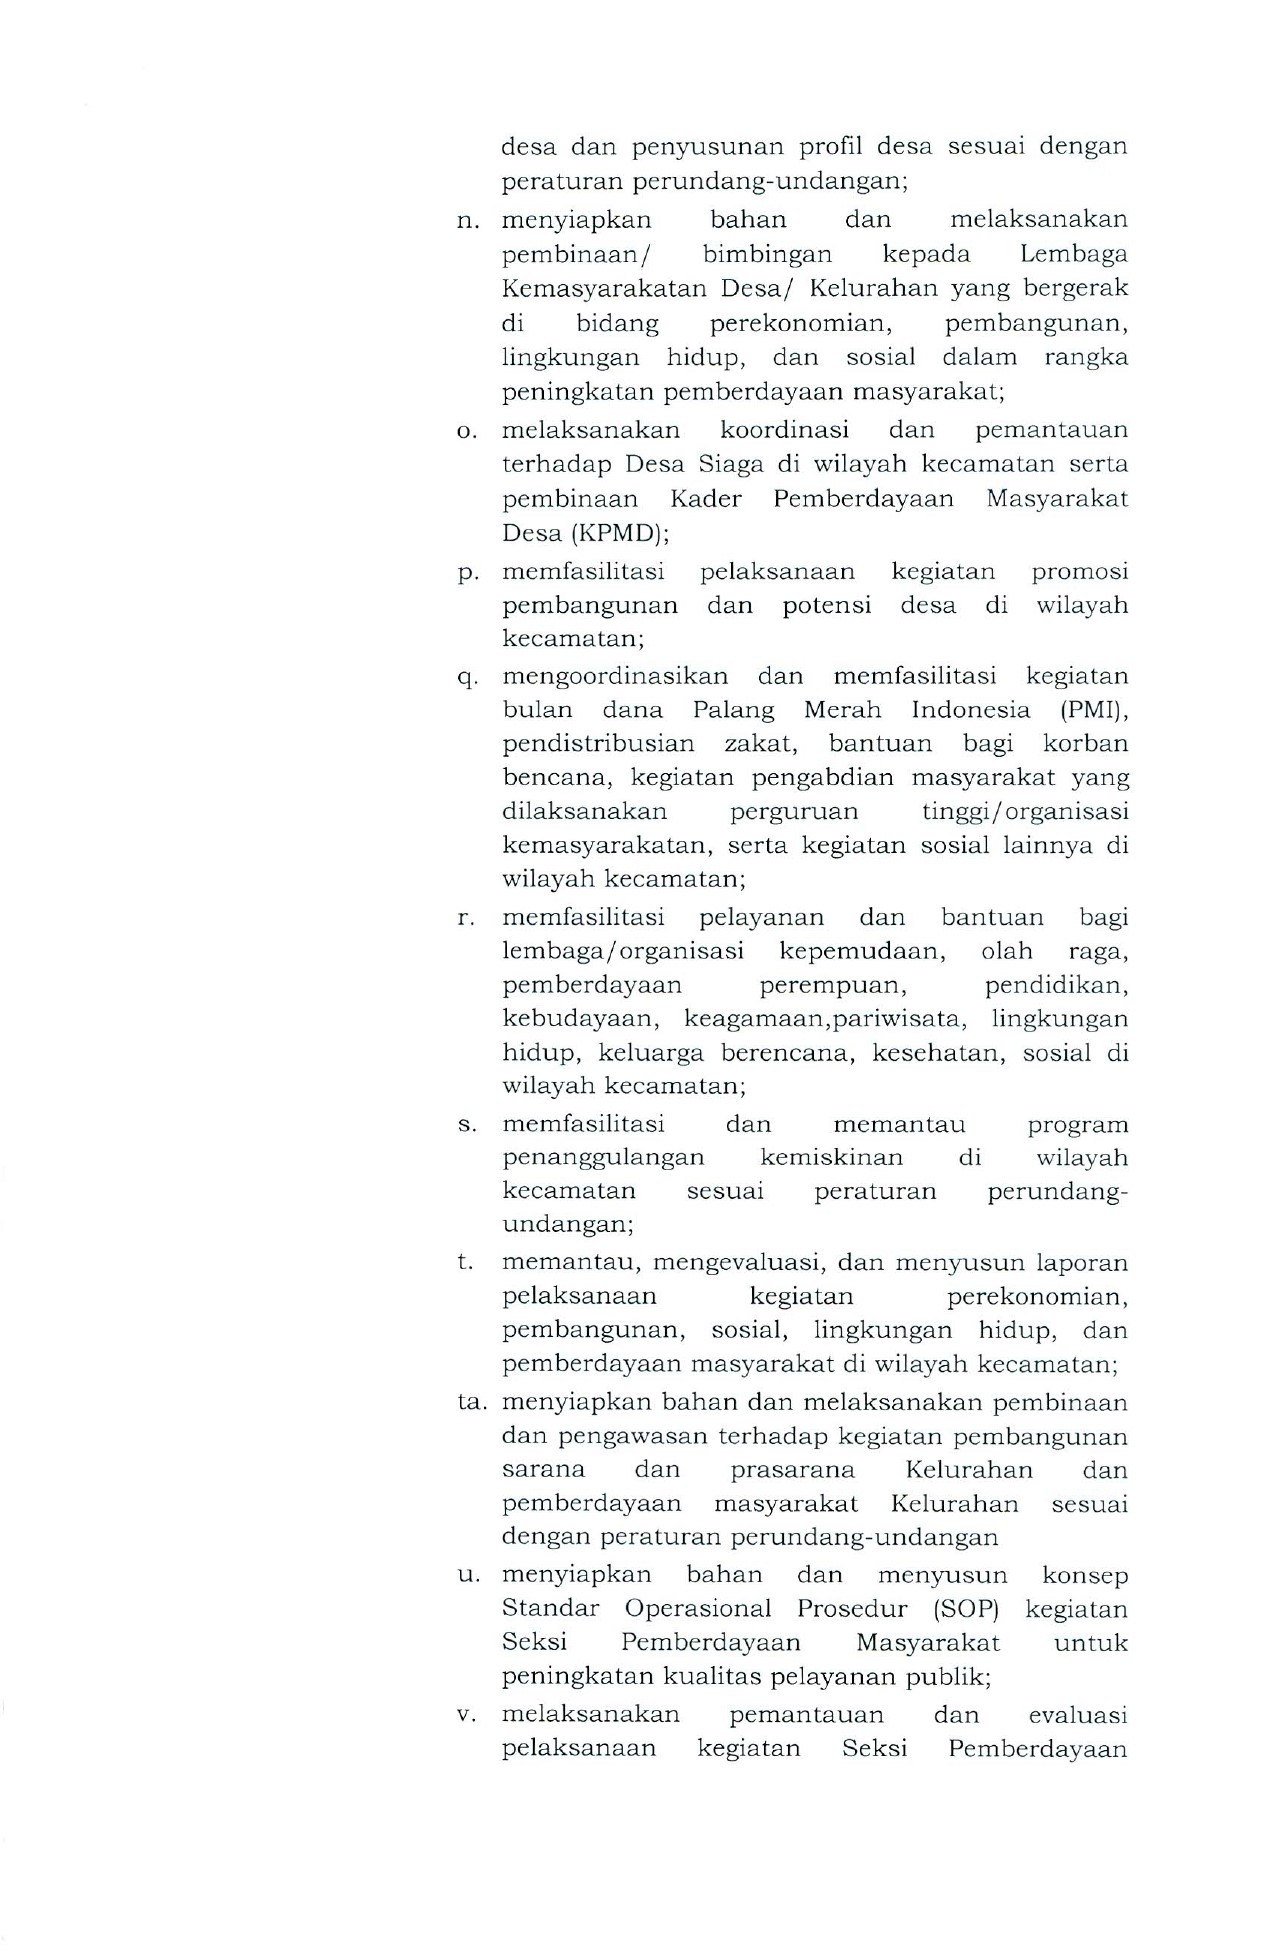 desa dan penyusunan profil desa sesuai dengan
peraturan perundang-undangan;
n. menyiapkan bahan dan melaksanakan
pembinaan/ bimbingan kepada Lembaga
Kemasyarakatan Desa/ Kelurahan yang bergerak
di bidang perekonomian, pembangunan,
lingkungan hidup, dan sosial dalam rangka
peningkatan pemberdayaan masyarakat;
o. melaksanakan koordinasi dan pemantauan
terhadap Desa Siaga di wilayah kecamatan serta
pembinaan Kader Pemberdayaan Masyarakat
Desa (KPMD);
p. memfasilitasi pelaksanaan kegiatan promosi
pembangunan dan potensi desa di wilayah
kecamatan;
q. mengoordinasikan dan memfasilitasi kegiatan
bulan dana Palang Merah Indonesia (PMI),
pendistribusian zakat, bantuan bagi korban
bencana, kegiatan pengabdian masyarakat yang
dilaksanakan perguruan tinggi/organisasi
kemasyarakatan, serta kegiatan sosial lainnya di
wilayah kecamatan;
r. memfasilitasi pelayanan dan bantuan bagi
lembaga/organisasi kepemudaan, olah raga,
pemberdayaan perempuan, pendidikan,
kebudayaan, keagamaan,pariwisata, lingkungan
hidup, keluarga berencana, kesehatan, sosial di
wilayah kecamatan;
s. memfasilitasi dan memantau program
penanggulangan kemiskinan di wilayah
kecamatan sesuai peraturan perundang-
undangan;
t. memantau, mengevaluasi, dan menyusun laporan
pelaksanaan kegiatan perekonomian,
pembangunan, sosial, lingkungan hidup, dan
pemberdayaan masyarakat di wilayah kecamatan;
ta. menyiapkan bahan dan melaksanakan pembinaan
dan pengawasan terhadap kegiatan pembangunan
sarana dan prasarana Kelurahan dan
pemberdayaan masyarakat Kelurahan sesuai
dengan peraturan perundang-undangan
u. menyiapkan bahan dan menyusun konsep
Standar Operasional Prosedur (SOP) kegiatan
Seksi Pemberdayaan Masyarakat untuk
peningkatan kualitas pelayanan publik;
v. melaksanakan pemantauan dan evaluasi
pelaksanaan kegiatan Seksi Pemberdayaan